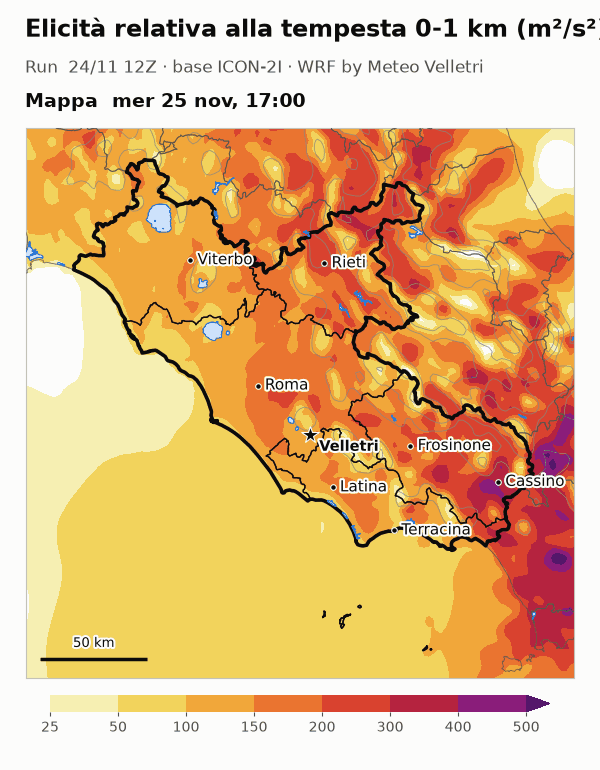 Elicità relativa alla tempesta 0-1 km (m²/s²)
Run  24/11 12Z · base ICON-2I · WRF by Meteo Velletri
Mappa  mer 25 nov, 17:00
Viterbo
Rieti
Roma
Velletri
Frosinone
Latina
Cassino
Terracina
50 km
25 50 100 150 200 300 400 500